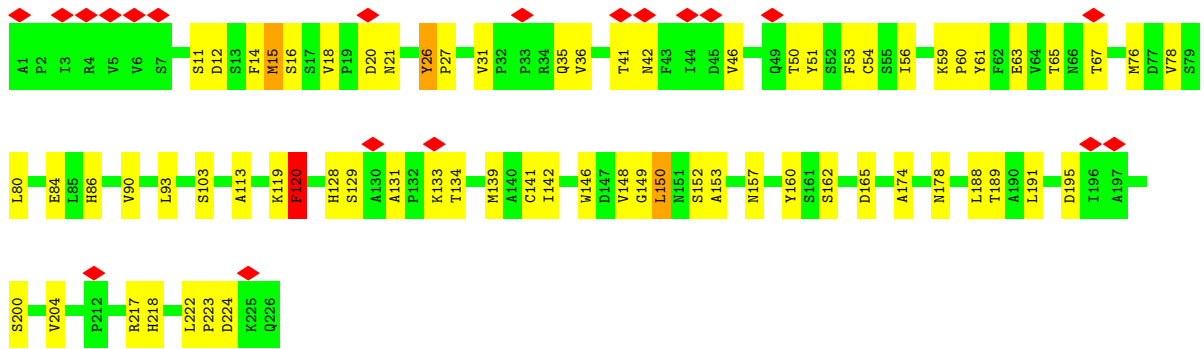 A1 P2 I3 R4 V5 V6 S7 S11 D12 S13 F14 M15 S16 S17 V18 P19 D20 N21 Y26 P27 V31 P32 P33 R34 Q35 V36 T41 N42 F43 I44 D45 V46 Q49 T50 Y51 S52 F53 C54 S55 I56 K59 P60 Y61 F62 E63 V64 T65 N66 T67 M76 D77 V78 S79
L80 E84 L85 H86 V90 L93 S103 A113 K119 F120 H128 S129 A130 A131 P132 K133 T134 M139 A140 C141 I142 W146 D147 V148 G149 L150 N151 S152 A153 N157 Y160 S161 S162 D165 A174 N178 L188 T189 A190 L191 D195 I196 A197
S200 V204 P212 R217 H218 L222 P223 D224 K225 Q226